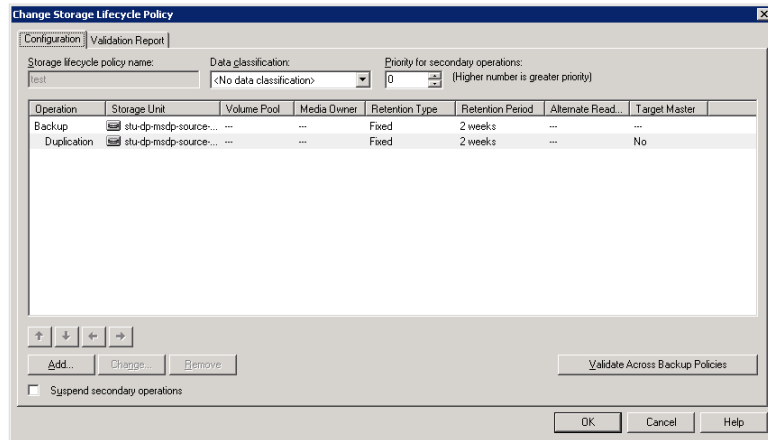 Change Storage Lifecycle Policy
Configuration Validation Report
Storage lifecycle policy name: Data classification: Priority for secondary operations:
test <No data classification> 0 (Higher number is greater priority)
Operation Storage Unit Volume Pool Media Owner Retention Type Retention Period Alternate Read... Target Master
Backup stu-dp-msdp-source-... --- --- Fixed 2 weeks --- ---
Duplication stu-dp-msdp-source-... --- --- Fixed 2 weeks --- No
Add... Change... Remove Validate Across Backup Policies
Suspend secondary operations
OK Cancel Help